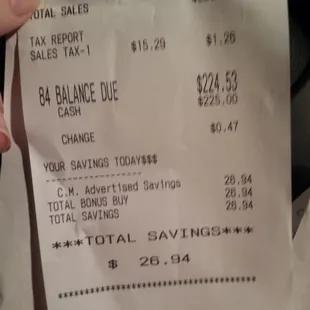 TOTAL SALES
TAX REPORT
SALES TAX-1 $15.29 $1.26
84 BALANCE DUE $224.53
CASH $225.00
CHANGE $0.47
YOUR SAVINGS TODAY$$$
--------------------
C.M. Advertised Savings 26.94
TOTAL BONUS BUY 26.94
TOTAL SAVINGS 26.94
***TOTAL SAVINGS***
$ 26.94